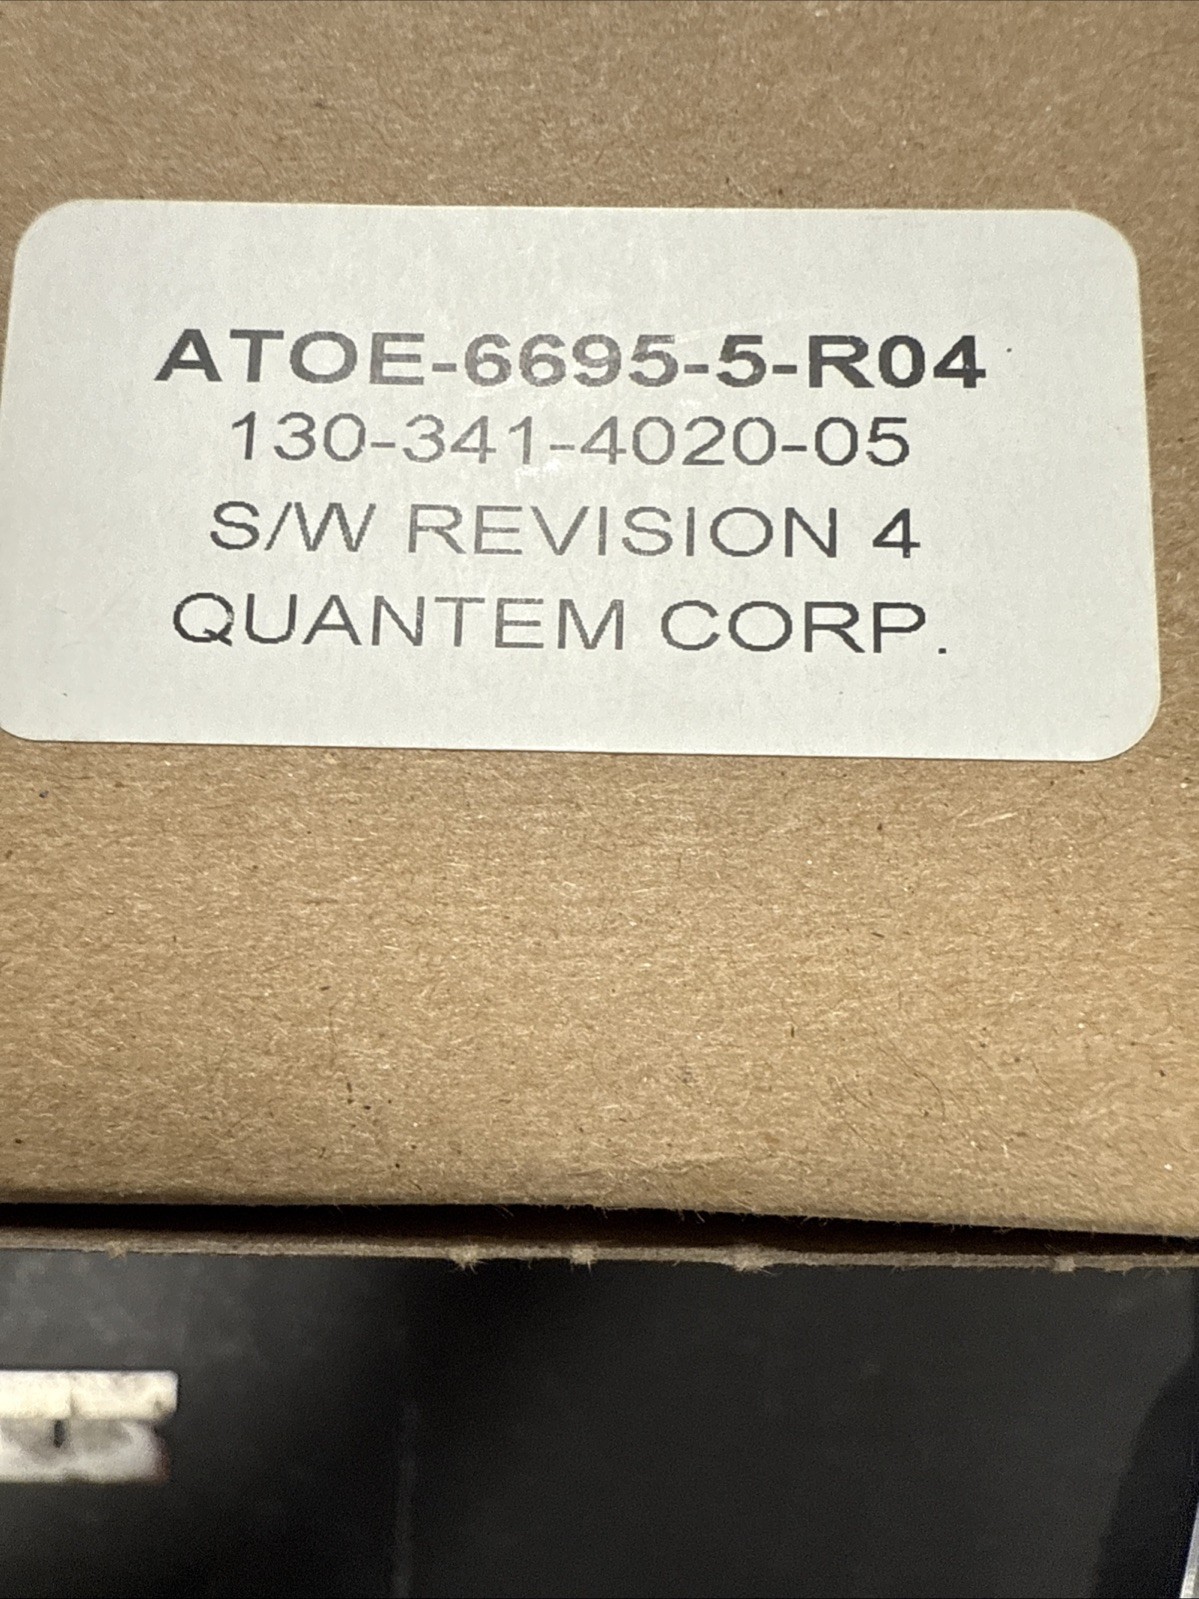 ATOE-6695-5-R04
130-341-4020-05
S/W REVISION 4
QUANTEM CORP.